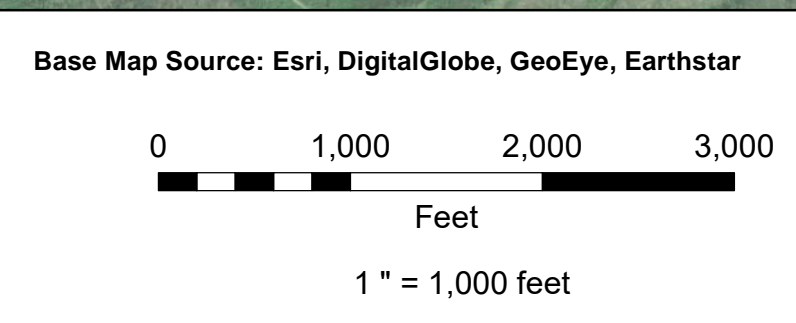 Base Map Source: Esri, DigitalGlobe, GeoEye, Earthstar
0 1,000 2,000 3,000
Feet
1 " = 1,000 feet